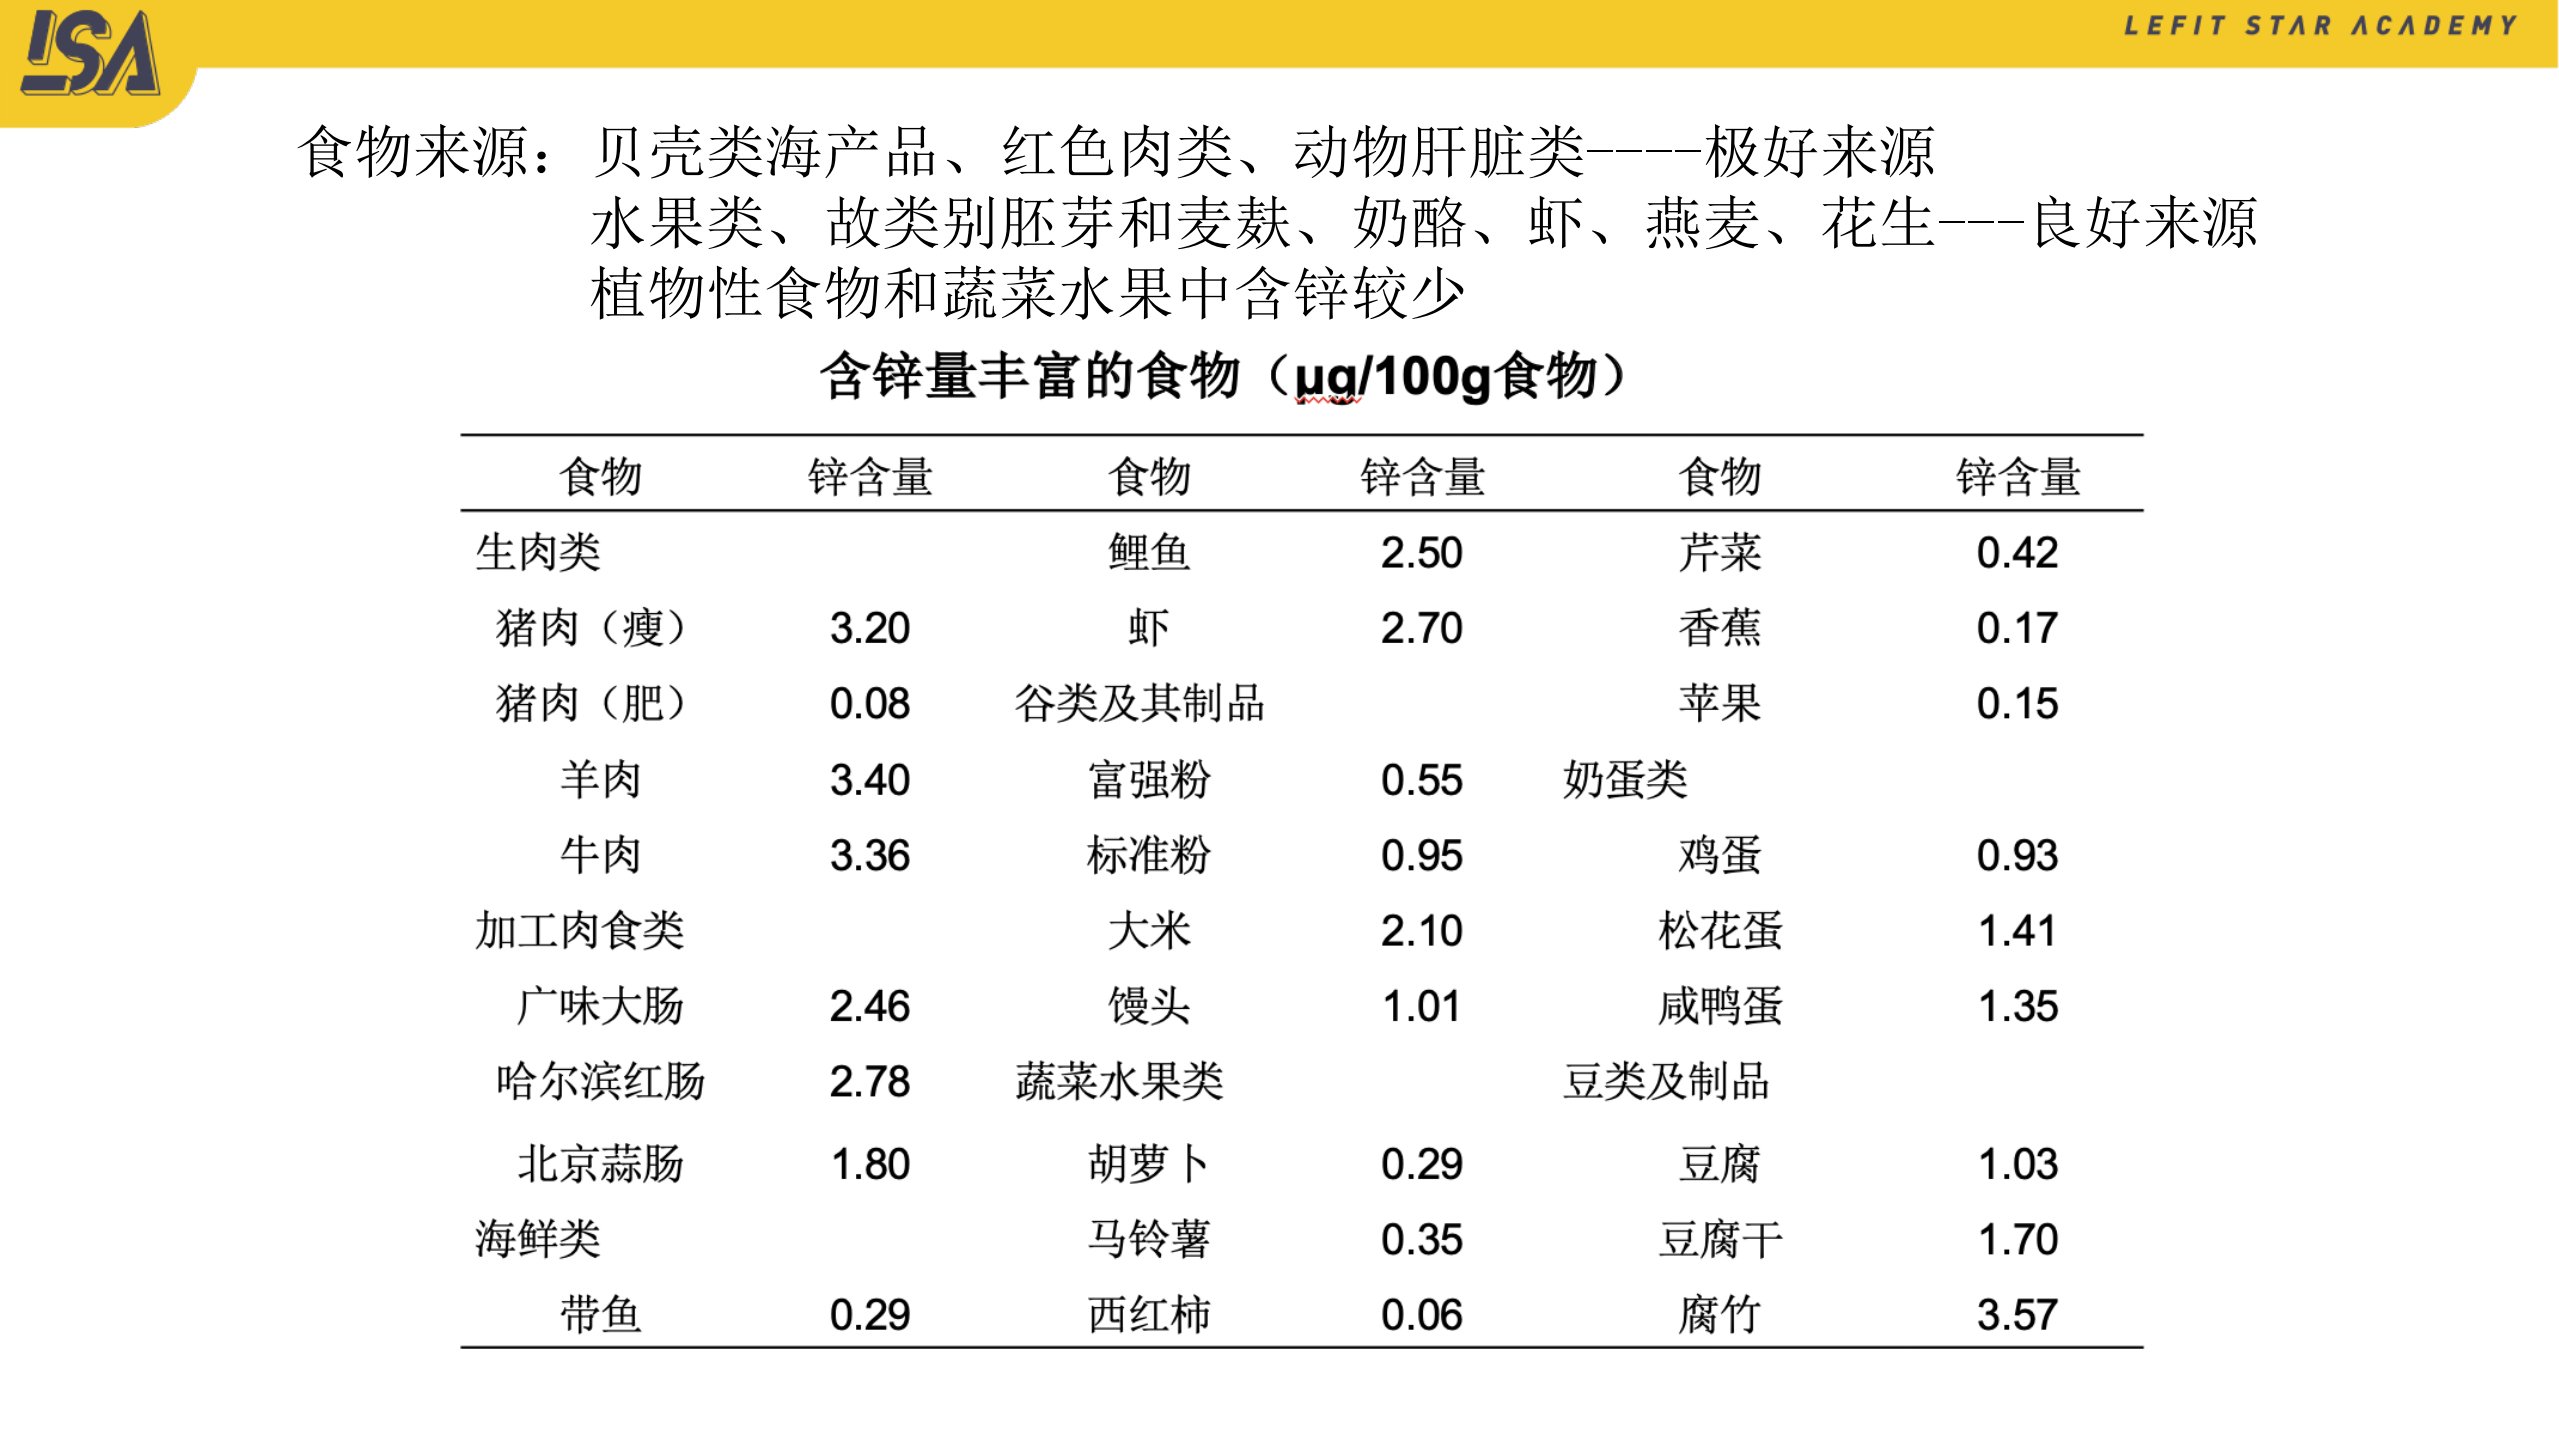 LSA
LEFIT STAR ACADEMY
食物来源：贝壳类海产品、红色肉类、动物肝脏类----极好来源
水果类、故类别胚芽和麦麸、奶酪、虾、燕麦、花生---良好来源
植物性食物和蔬菜水果中含锌较少
含锌量丰富的食物（μg/100g食物）
食物 锌含量 食物 锌含量 食物 锌含量
生肉类 鲤鱼 2.50 芹菜 0.42
猪肉（瘦） 3.20 虾 2.70 香蕉 0.17
猪肉（肥） 0.08 谷类及其制品 苹果 0.15
羊肉 3.40 富强粉 0.55 奶蛋类
牛肉 3.36 标准粉 0.95 鸡蛋 0.93
加工肉食类 大米 2.10 松花蛋 1.41
广味大肠 2.46 馒头 1.01 咸鸭蛋 1.35
哈尔滨红肠 2.78 蔬菜水果类 豆类及制品
北京蒜肠 1.80 胡萝卜 0.29 豆腐 1.03
海鲜类 马铃薯 0.35 豆腐干 1.70
带鱼 0.29 西红柿 0.06 腐竹 3.57